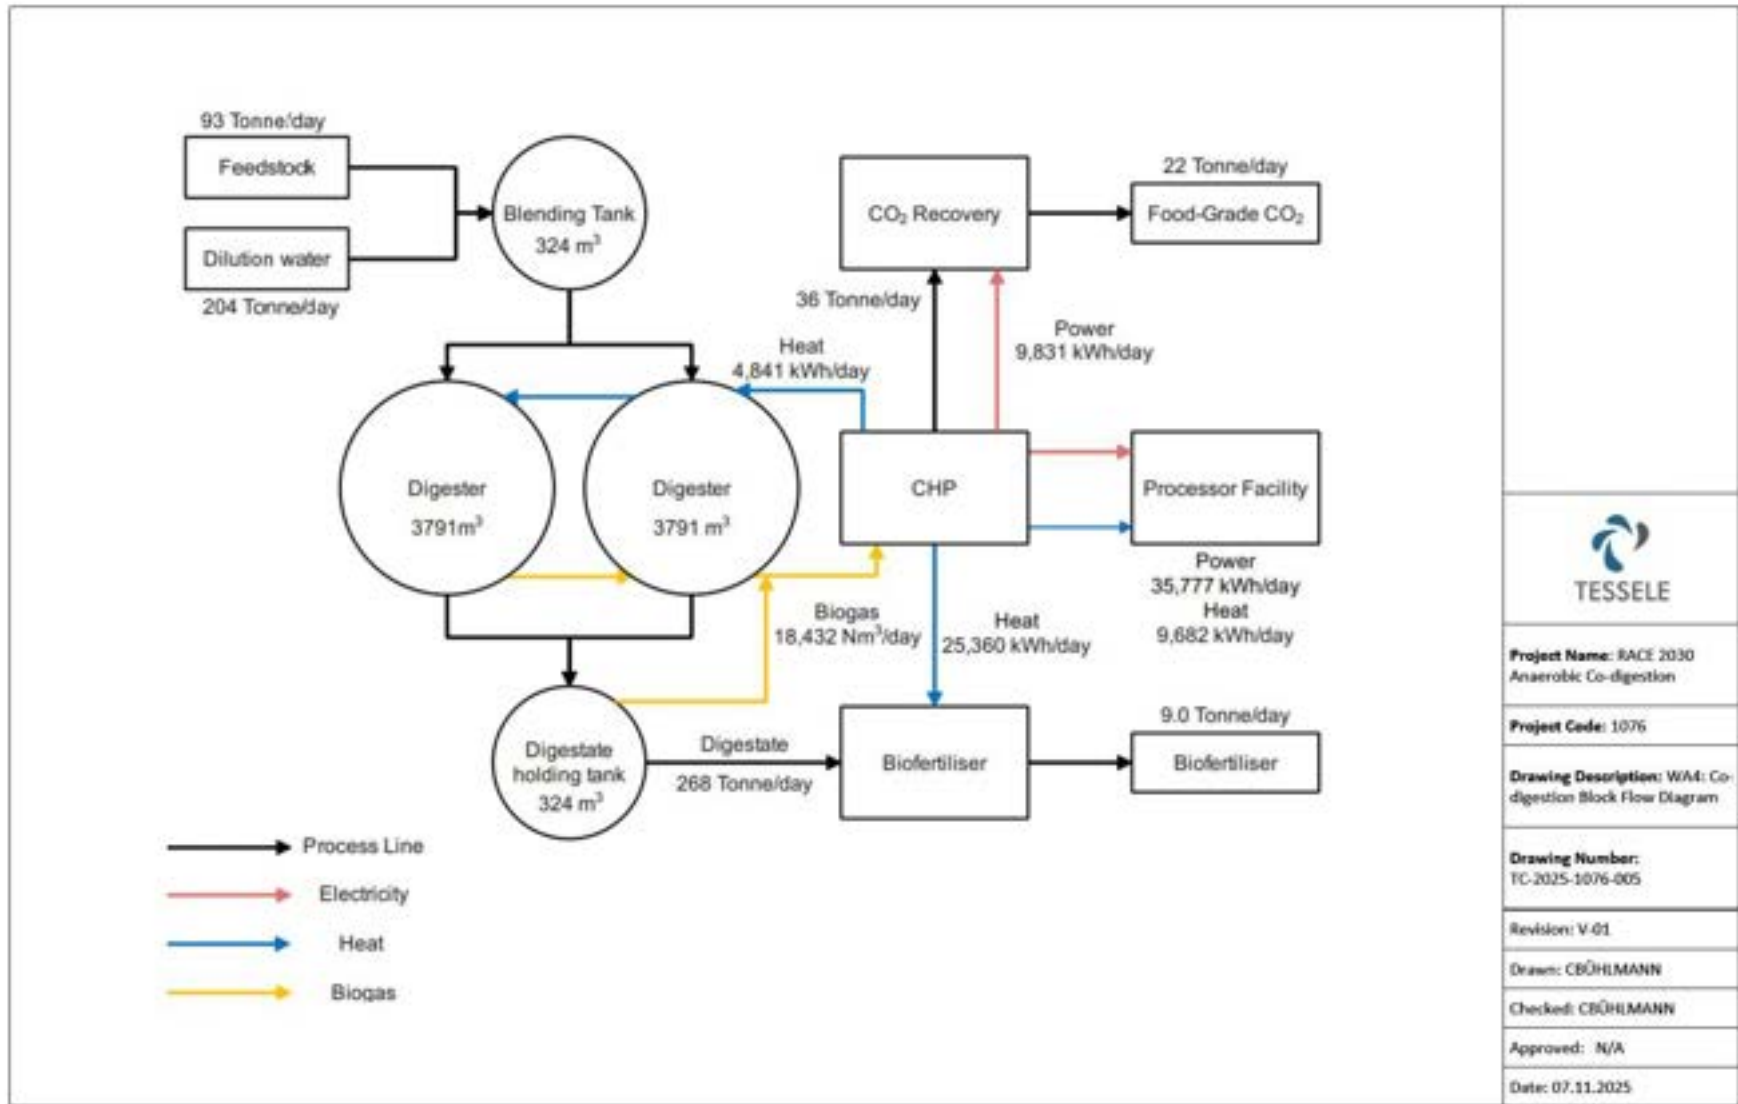 93 Tonne/day
Feedstock
Dilution water
204 Tonne/day
Blending Tank
324 m³
CO₂ Recovery
22 Tonne/day
Food-Grade CO₂
36 Tonne/day
Power
9,831 kWh/day
Heat
4,841 kWh/day
Digester
3791m³
Digester
3791 m³
CHP
Processor Facility
Power
35,777 kWh/day
Heat
9,682 kWh/day
Biogas
18,432 Nm³/day
Heat
25,360 kWh/day
Digestate
holding tank
324 m³
Digestate
268 Tonne/day
Biofertiliser
9.0 Tonne/day
Biofertiliser
Process Line
Electricity
Heat
Biogas
TESSELE
Project Name: RACE 2030
Anaerobic Co-digestion
Project Code: 1076
Drawing Description: WA4: Co-
digestion Block Flow Diagram
Drawing Number:
TC-2025-1076-005
Revision: V-01
Drawn: CBÜHLMANN
Checked: CBÜHLMANN
Approved: N/A
Date: 07.11.2025